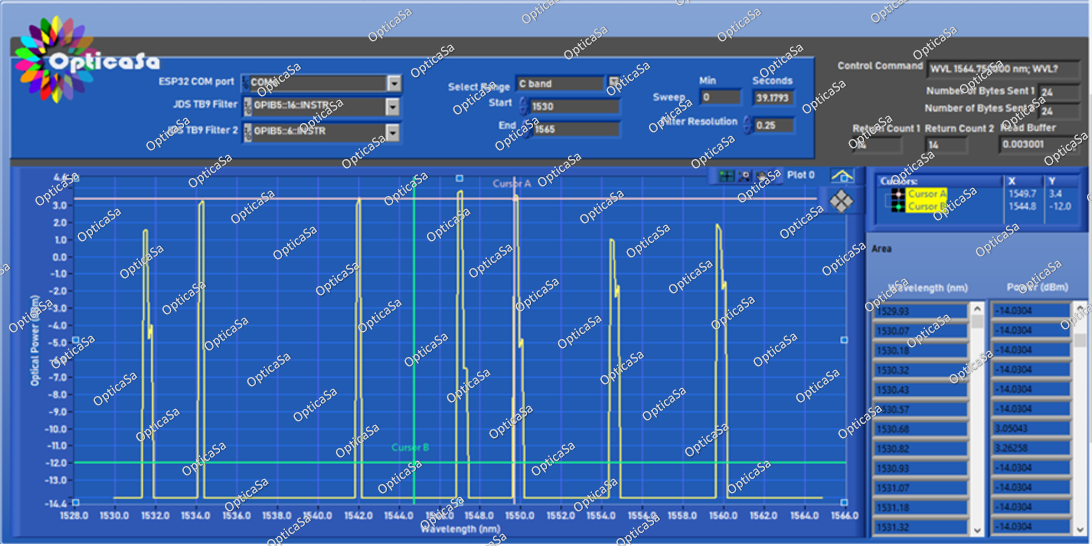 OpticaSa
ESP32 COM port
JDS TB9 Filter GPIB5::16::INSTR
JDS TB9 Filter 2 GPIB5::6::INSTR
Select Range C band
Start 1530
End 1565
Min Seconds
Sweep 0 39.1793
Filter Resolution 0.25
Control Command WVL 1564.750000 nm; WVL?
Number of Bytes Sent 1 24
Number of Bytes Sent 24
Return Count 1 Return Count 2 Read Buffer
14 14 0.003001
Plot 0
Cursor A
Cursor B
Optical Power (dBm)
3.0
2.0
1.0
0.0
-1.0
-2.0
-3.0
-4.0
-5.0
-6.0
-7.0
-8.0
-9.0
-10.0
-11.0
-12.0
-13.0
-14.4
1528.0 1530.0 1532.0 1534.0 1536.0 1538.0 1540.0 1542.0 1544.0 1546.0 1548.0 1550.0 1552.0 1554.0 1556.0 1558.0 1560.0 1562.0 1564.0 1566.0
Wavelength (nm)
Cursors: X Y
Cursor A 1549.7 3.4
Cursor B 1544.8 -12.0
Area
Wavelength (nm) Power (dBm)
1529.93 -14.0304
1530.07 -14.0304
1530.18 -14.0304
1530.32 -14.0304
1530.43 -14.0304
1530.57 -14.0304
1530.68 3.05043
1530.82 3.26258
1530.93 -14.0304
1531.07 -14.0304
1531.18 -14.0304
1531.32 -14.0304